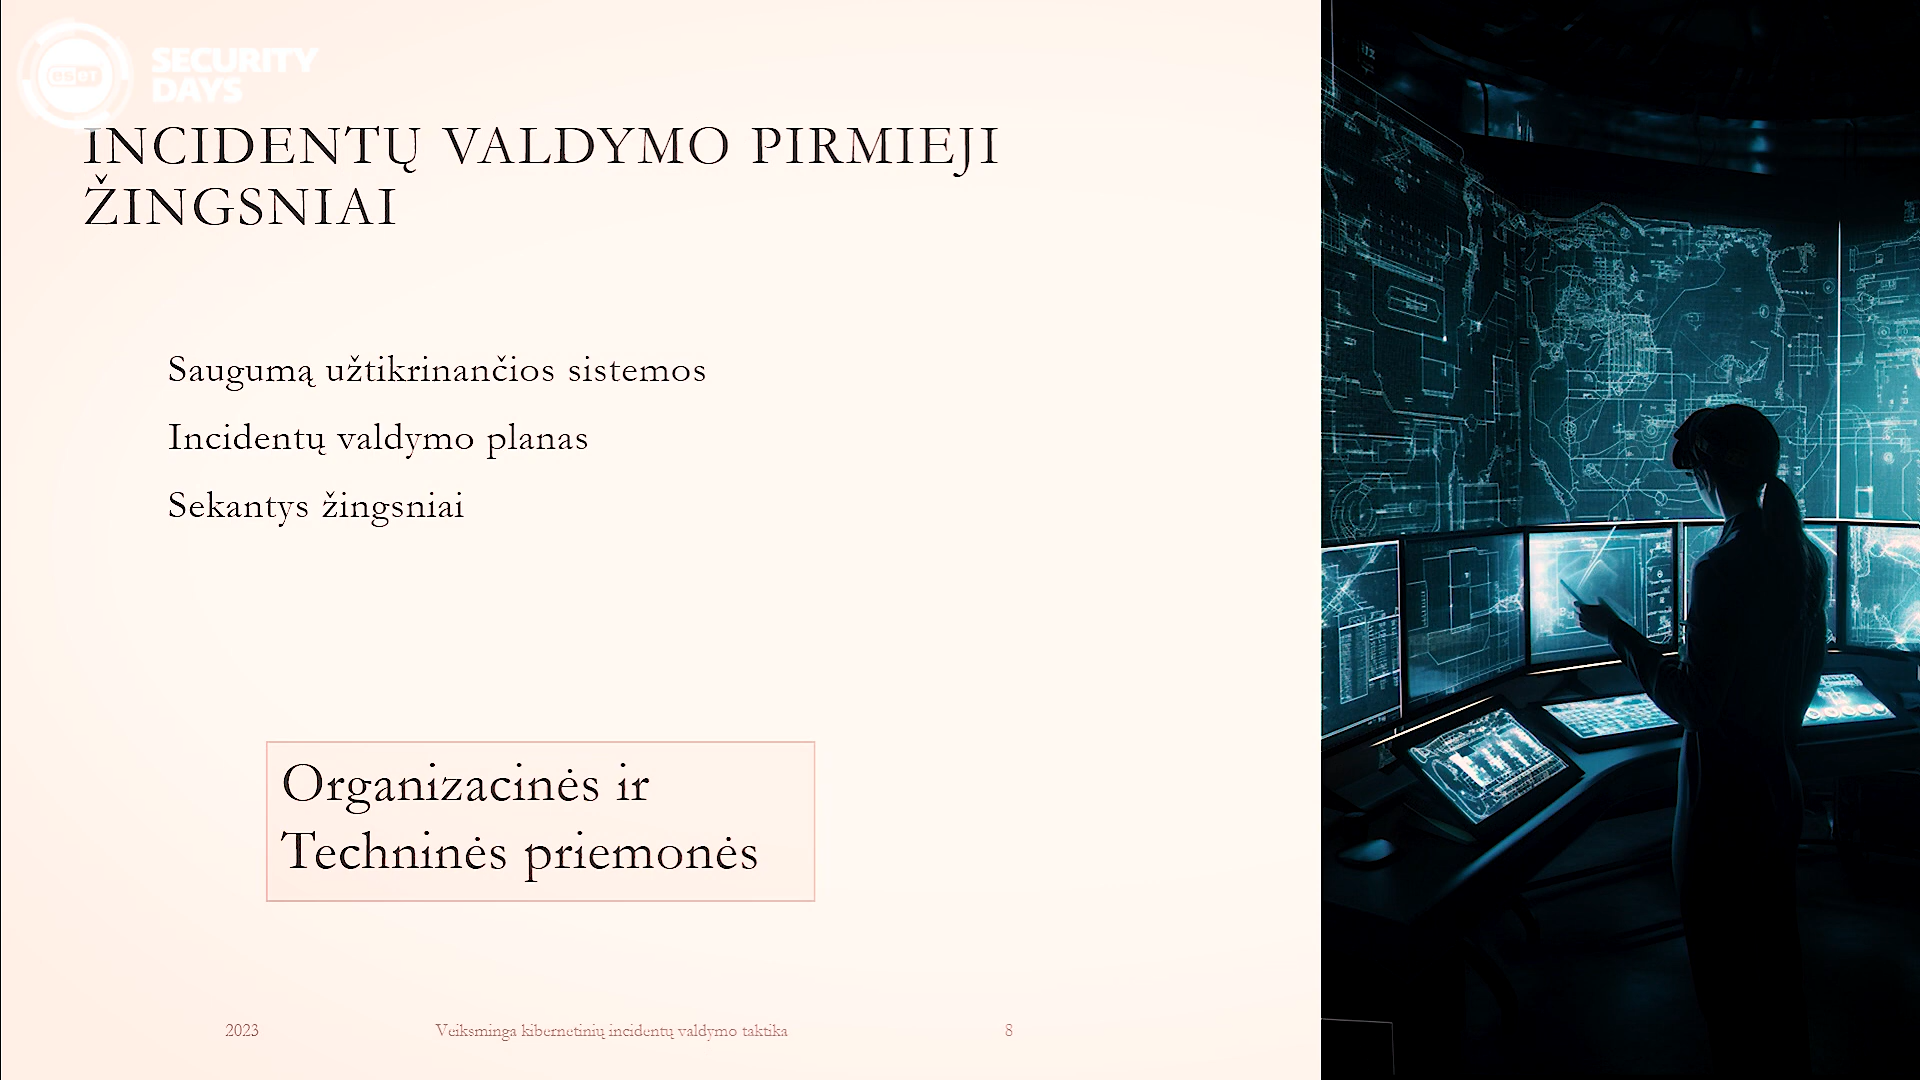 eset
SECURITY
DAYS
INCIDENTŲ VALDYMO PIRMIEJI
ŽINGSNIAI
Saugumą užtikrinančios sistemos
Incidentų valdymo planas
Sekantys žingsniai
Organizacinės ir
Techninės priemonės
2023
Veiksminga kibernetinių incidentų valdymo taktika
8